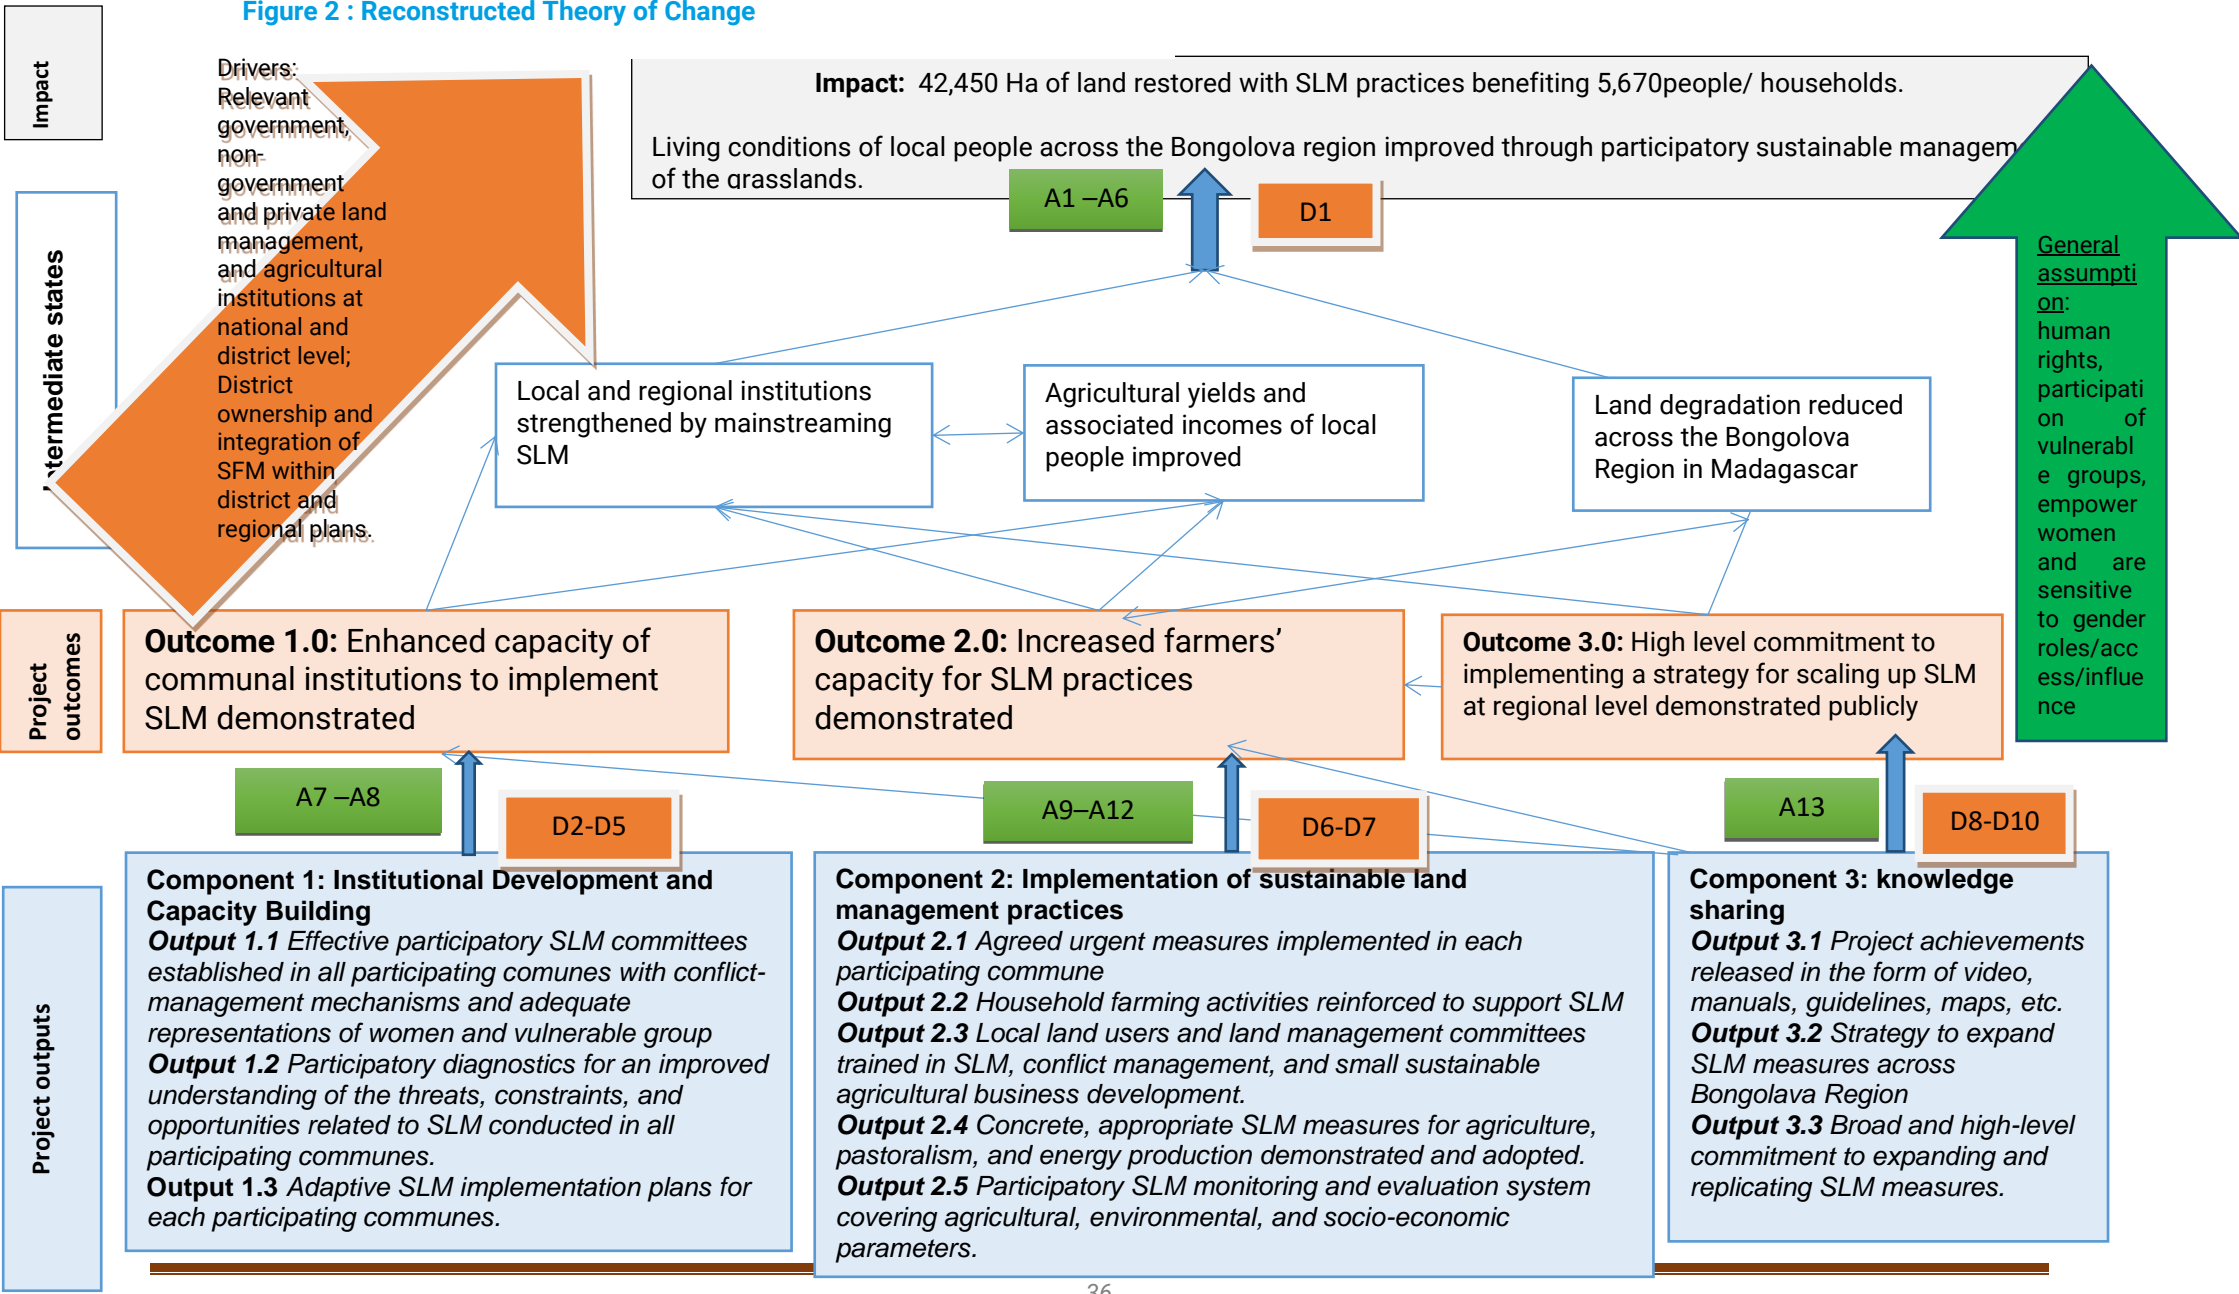 Figure 2 : Reconstructed Theory of Change
Impact
Drivers:
Relevant
government,
non-
government
and private land
management,
and agricultural
institutions at
national and
district level;
District
ownership and
integration of
SFM within
district and
regional plans.
Impact: 42,450 Ha of land restored with SLM practices benefiting 5,670people/ households.
Living conditions of local people across the Bongolova region improved through participatory sustainable managem
of the grasslands.
A1 –A6
D1
General
assumpti
on:
human
rights,
participati
on of
vulnerabl
e groups,
empower
women
and are
sensitive
to gender
roles/acc
ess/influe
nce
states
Local and regional institutions
strengthened by mainstreaming
SLM
Agricultural yields and
associated incomes of local
people improved
Land degradation reduced
across the Bongolova
Region in Madagascar
Project
outcomes
Outcome 1.0: Enhanced capacity of
communal institutions to implement
SLM demonstrated
Outcome 2.0: Increased farmers’
capacity for SLM practices
demonstrated
Outcome 3.0: High level commitment to
implementing a strategy for scaling up SLM
at regional level demonstrated publicly
A7 –A8
D2-D5
A9–A12
D6-D7
A13
D8-D10
Project outputs
Component 1: Institutional Development and
Capacity Building
Output 1.1 Effective participatory SLM committees
established in all participating comunes with conflict-
management mechanisms and adequate
representations of women and vulnerable group
Output 1.2 Participatory diagnostics for an improved
understanding of the threats, constraints, and
opportunities related to SLM conducted in all
participating communes.
Output 1.3 Adaptive SLM implementation plans for
each participating communes.
Component 2: Implementation of sustainable land
management practices
Output 2.1 Agreed urgent measures implemented in each
participating commune
Output 2.2 Household farming activities reinforced to support SLM
Output 2.3 Local land users and land management committees
trained in SLM, conflict management, and small sustainable
agricultural business development.
Output 2.4 Concrete, appropriate SLM measures for agriculture,
pastoralism, and energy production demonstrated and adopted.
Output 2.5 Participatory SLM monitoring and evaluation system
covering agricultural, environmental, and socio-economic
parameters.
Component 3: knowledge
sharing
Output 3.1 Project achievements
released in the form of video,
manuals, guidelines, maps, etc.
Output 3.2 Strategy to expand
SLM measures across
Bongolava Region
Output 3.3 Broad and high-level
commitment to expanding and
replicating SLM measures.
36